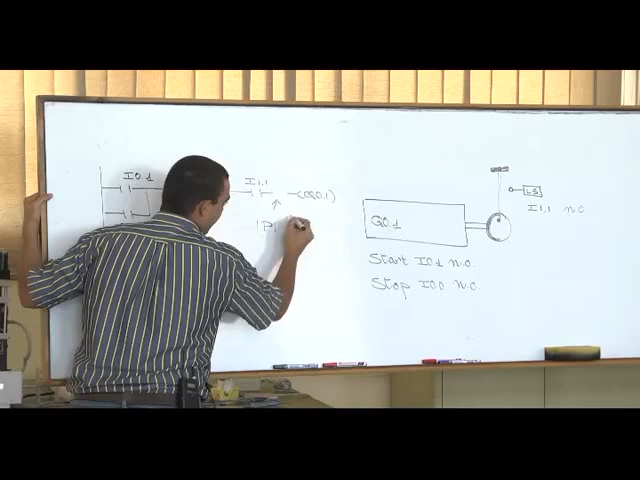 I0.1
I1.1
(Q0.1)
P.
LS
I1.1 n.c
Q0.1
Start I0.1 n.o.
Stop I0.0 n.c.